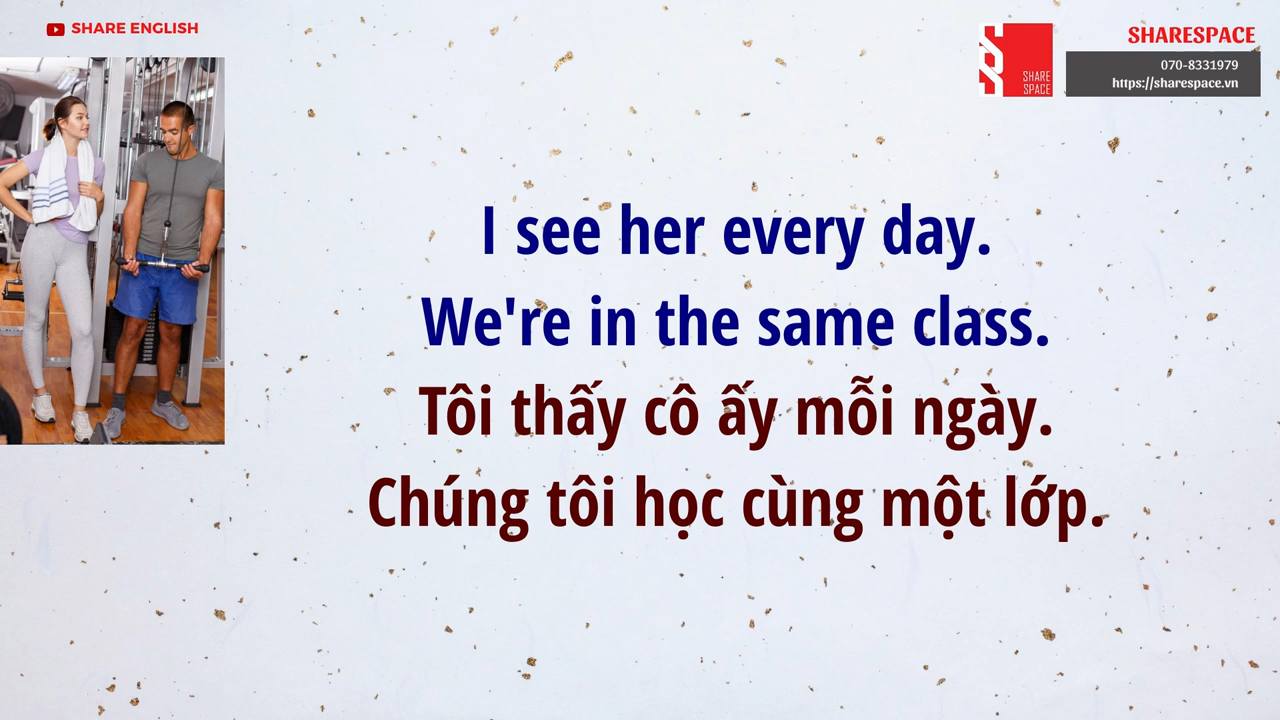 SHARE ENGLISH
SHARE
SPACE
SHARESPACE
070-8331979
https://sharespace.vn
I see her every day.
We're in the same class.
Tôi thấy cô ấy mỗi ngày.
Chúng tôi học cùng một lớp.